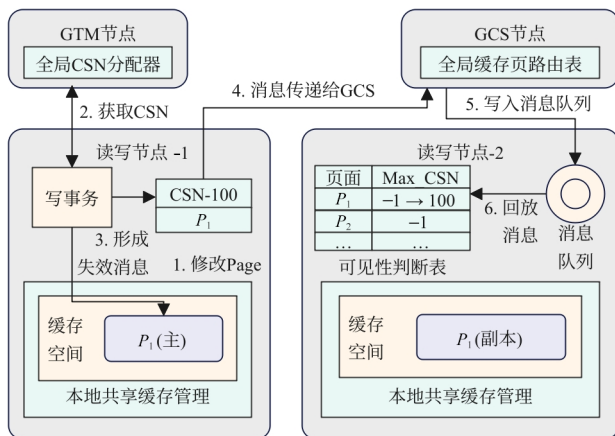 GTM节点
全局CSN分配器
GCS节点
全局缓存页路由表
2. 获取CSN
4. 消息传递给GCS
5. 写入消息队列
读写节点 -1
写事务
CSN-100
P₁
3. 形成
失效消息
1. 修改Page
缓存
空间
P₁(主)
本地共享缓存管理
读写节点-2
页面 Max_CSN
P₁ −1 → 100
P₂ −1
… …
可见性判断表
6. 回放
消息
消息
队列
缓存
空间
P₁(副本)
本地共享缓存管理